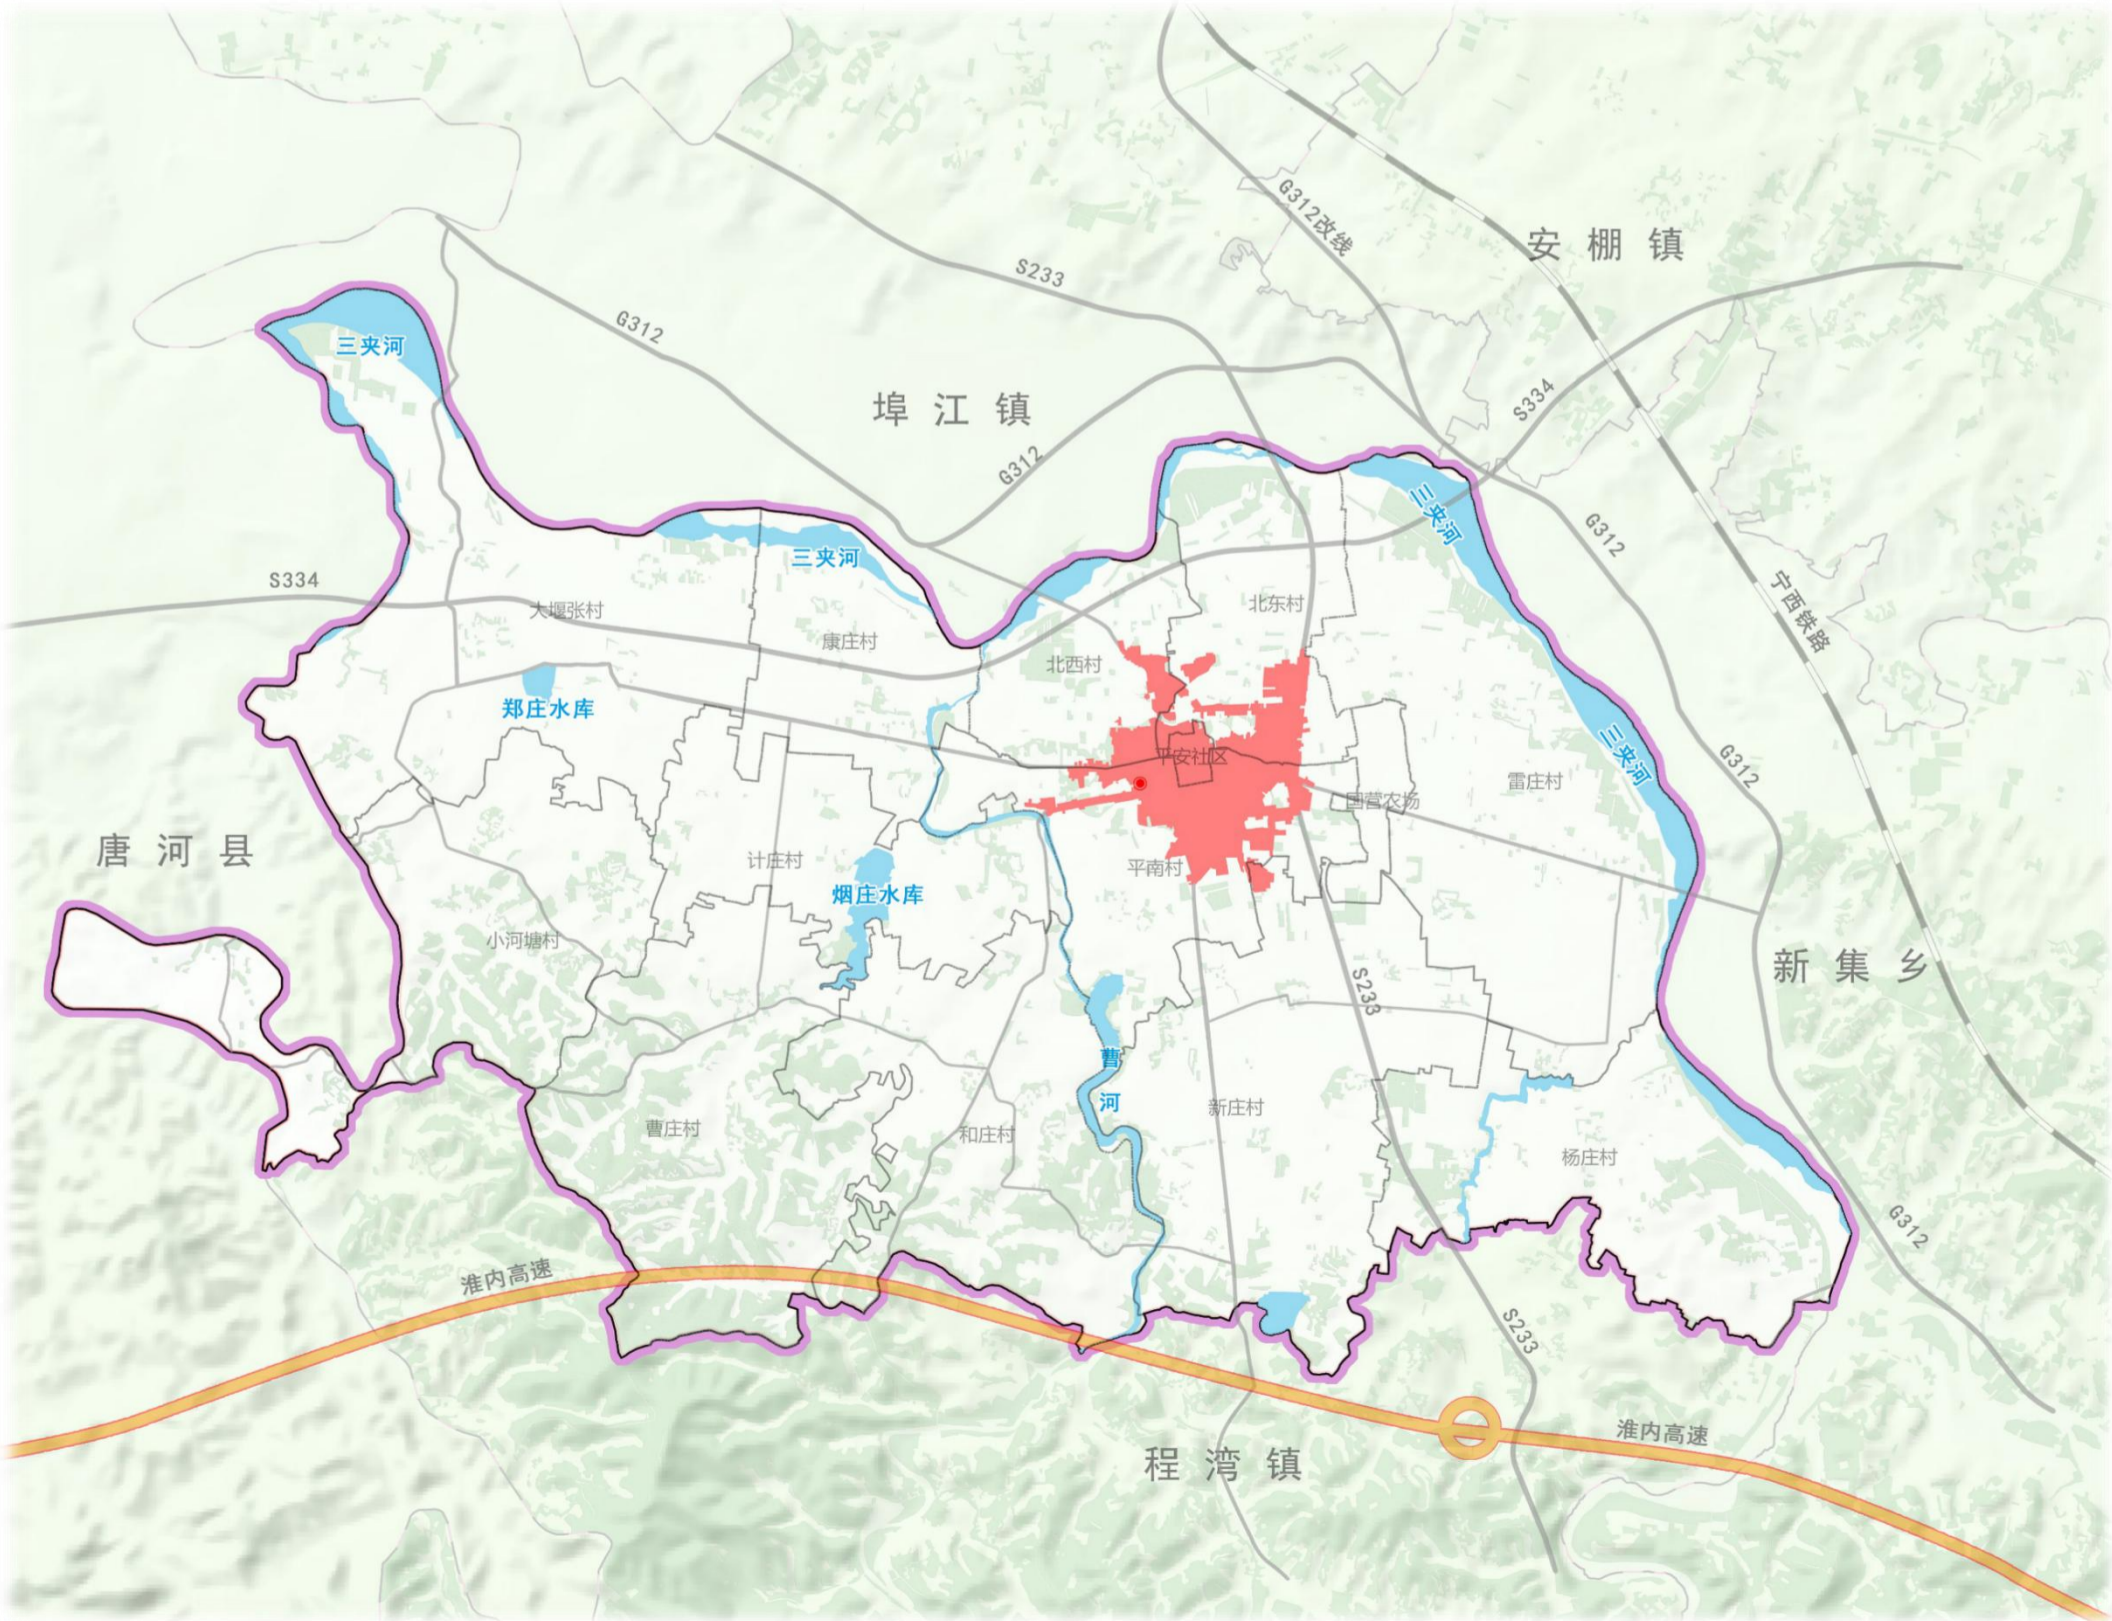 G312改线
安棚镇
S233
G312
三夹河
S334
埠江镇
G312
三夹河
G312
三夹河
S334
宁西铁路
大堰张村
北东村
康庄村
北西村
郑庄水库
三夹河
平安社区
G312
雷庄村
国营农场
唐河县
计庄村
平南村
烟庄水库
小河塘村
新集乡
S233
曹河
新庄村
曹庄村
和庄村
杨庄村
G312
淮内高速
S233
淮内高速
程湾镇